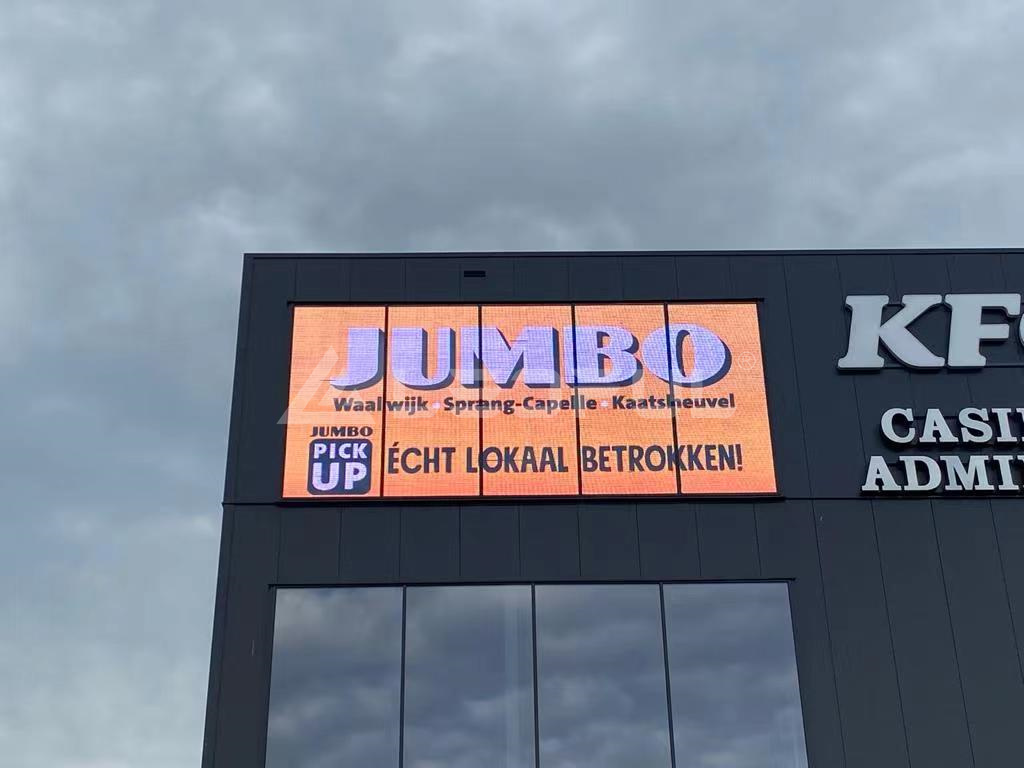 JUMBO
Waalwijk • Sprang-Capelle • Kaatsheuvel
JUMBO
PICK
UP
ÉCHT LOKAAL BETROKKEN!
KF
CASI
ADMI